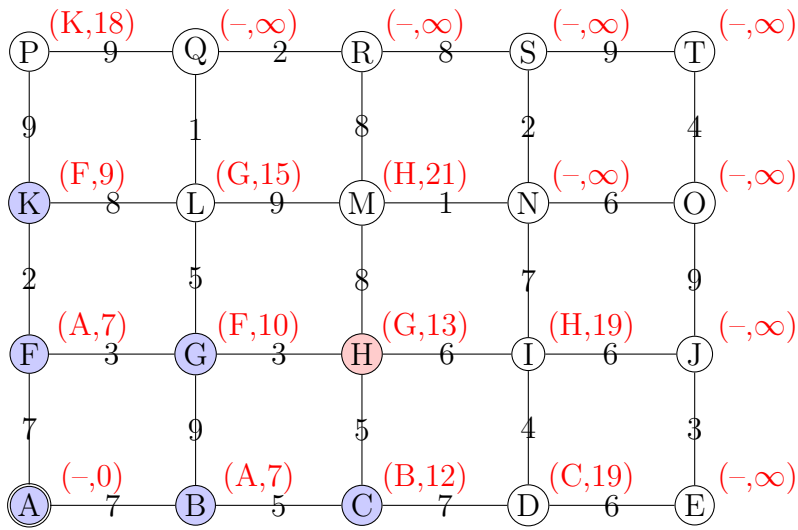 (K,18) (–,∞) (–,∞) (–,∞) (–,∞)
P 9 Q 2 R 8 S 9 T
9 1 8 2 4
(F,9) (G,15) (H,21) (–,∞) (–,∞)
K 8 L 9 M 1 N 6 O
2 5 8 7 9
(A,7) (F,10) (G,13) (H,19) (–,∞)
F 3 G 3 H 6 I 6 J
7 9 5 4 3
(–,0) (A,7) (B,12) (C,19) (–,∞)
A 7 B 5 C 7 D 6 E